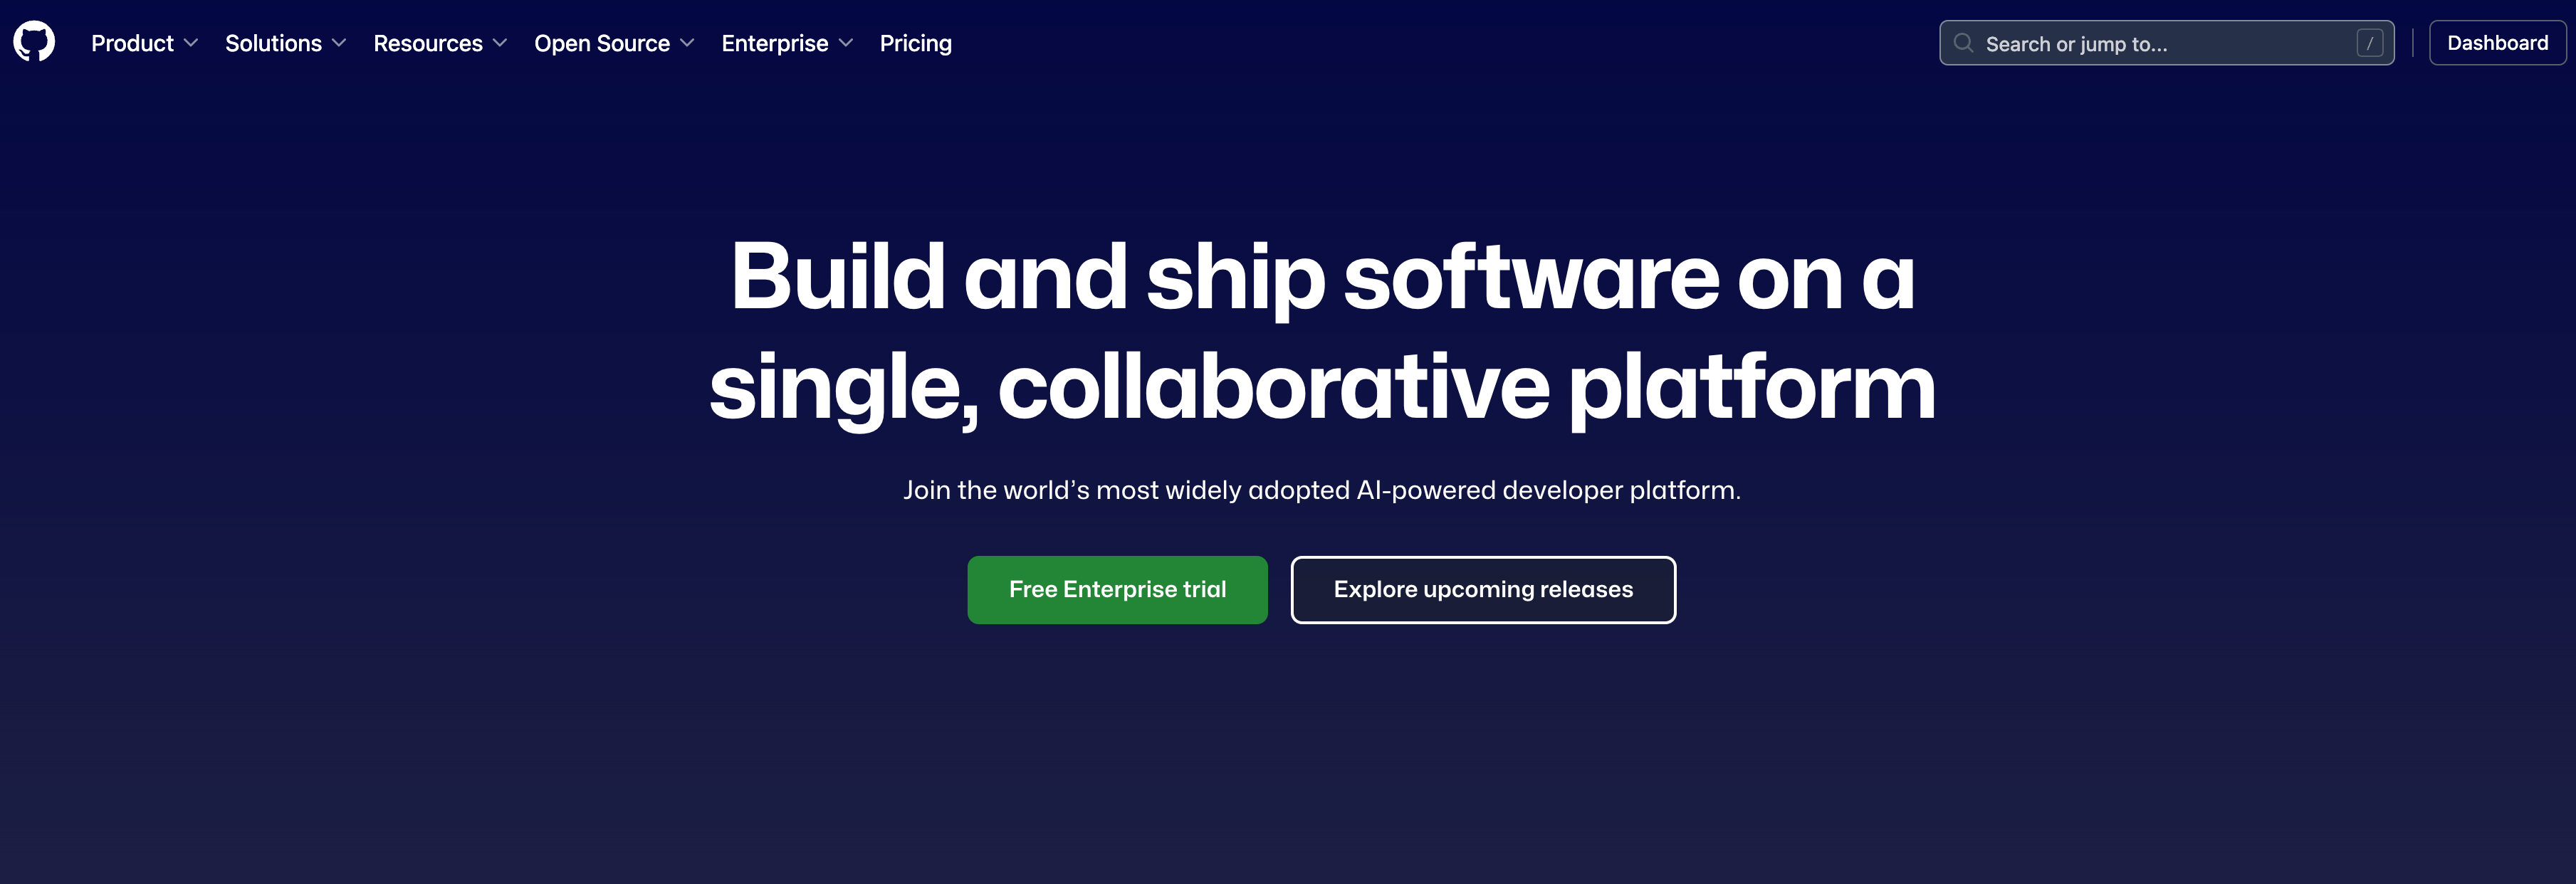 Product Solutions Resources Open Source Enterprise Pricing Search or jump to... / Dashboard
Build and ship software on a
single, collaborative platform
Join the world’s most widely adopted AI-powered developer platform.
Free Enterprise trial Explore upcoming releases